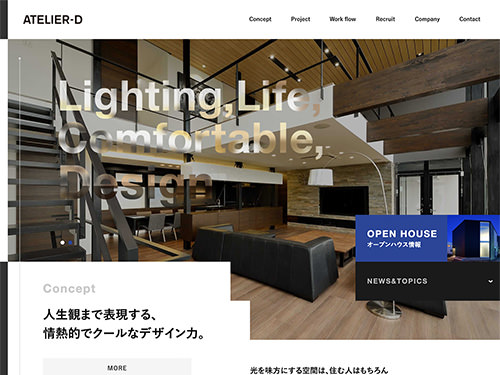 ATELIER-D
Concept Project Work flow Recruit Company Contact
Lighting,Life,
Comfortable,
Design
OPEN HOUSE
オープンハウス情報
NEWS&TOPICS
Concept
人生観まで表現する、
情熱的でクールなデザイン力。
MORE
光を味方にする空間は、住む人はもちろん